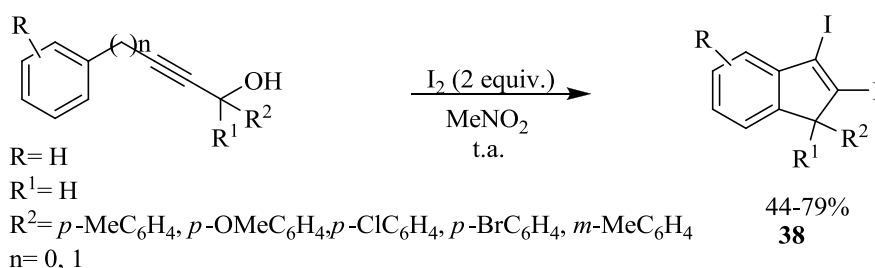 R
( )n
OH
R¹ R²
I₂ (2 equiv.)
MeNO₂
t.a.
R
I
I
R¹ R²
R= H
R¹= H
R²= p-MeC₆H4, p-OMeC₆H4,p-ClC₆H4, p-BrC₆H4, m-MeC₆H4
n= 0, 1
44-79%
38